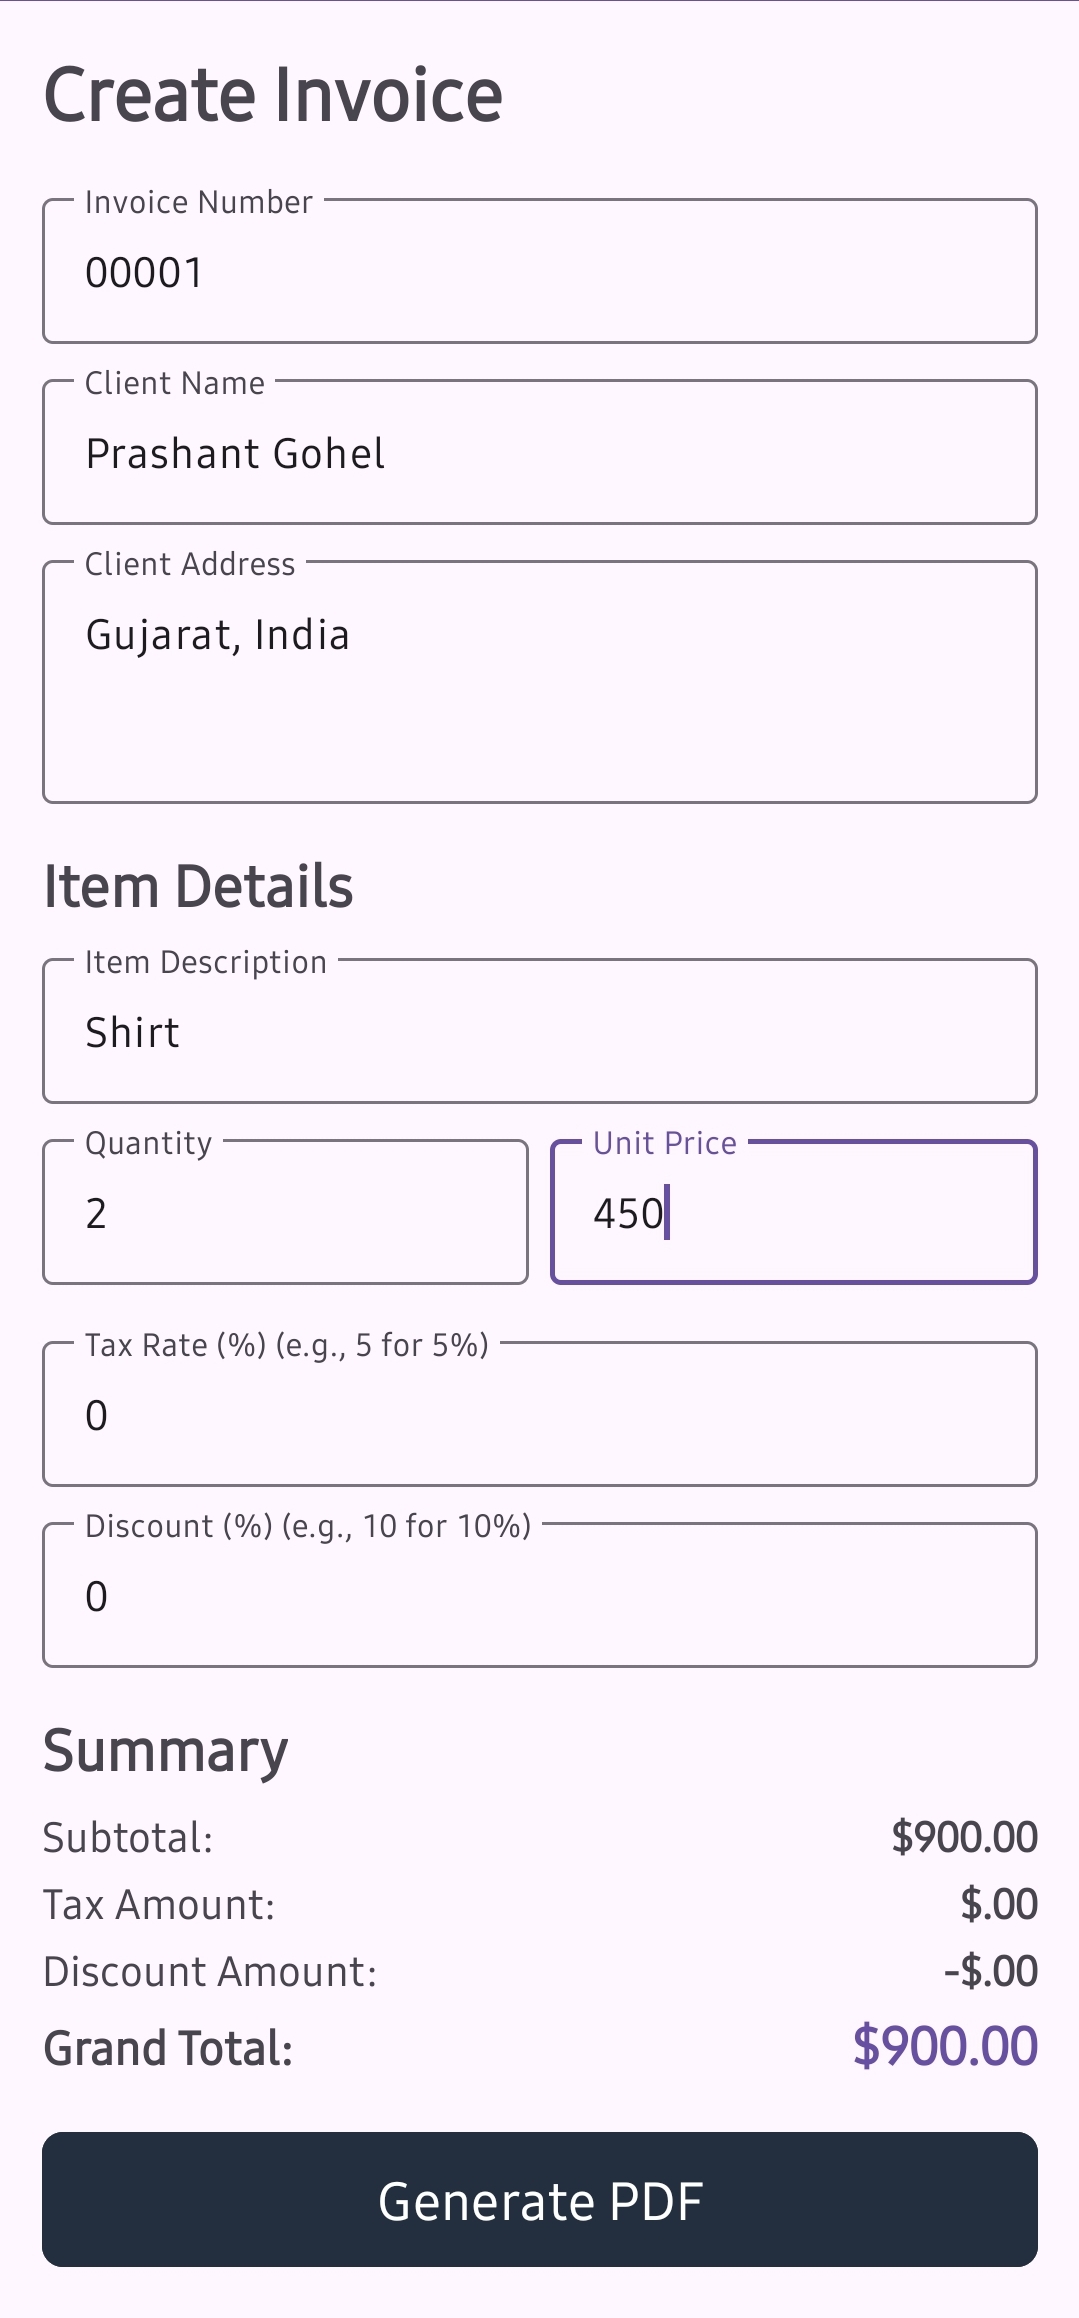 Create Invoice
Invoice Number
00001
Client Name
Prashant Gohel
Client Address
Gujarat, India
Item Details
Item Description
Shirt
Quantity
2
Unit Price
450
Tax Rate (%) (e.g., 5 for 5%)
0
Discount (%) (e.g., 10 for 10%)
0
Summary
Subtotal: $900.00
Tax Amount: $.00
Discount Amount: -$.00
Grand Total: $900.00
Generate PDF